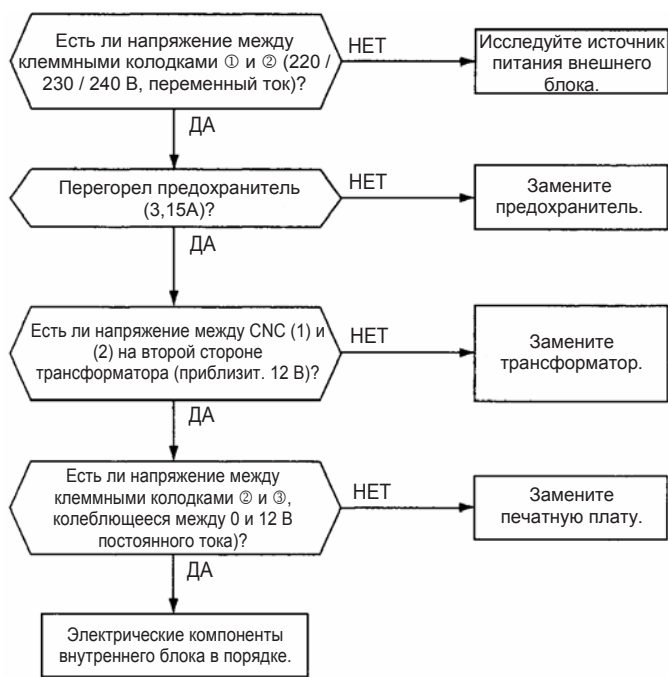 Есть ли напряжение между
клеммными колодками ① и ② (220 /
230 / 240 В, переменный ток)?
НЕТ
Исследуйте источник
питания внешнего
блока.
ДА
Перегорел предохранитель
(3,15А)?
НЕТ
Замените
предохранитель.
ДА
Есть ли напряжение между CNC (1) и
(2) на второй стороне
трансформатора (приблизит. 12 В)?
НЕТ
Замените
трансформатор.
ДА
Есть ли напряжение между
клеммными колодками ② и ③,
колеблющееся между 0 и 12 В
постоянного тока)?
НЕТ
Замените
печатную плату.
ДА
Электрические компоненты
внутреннего блока в порядке.